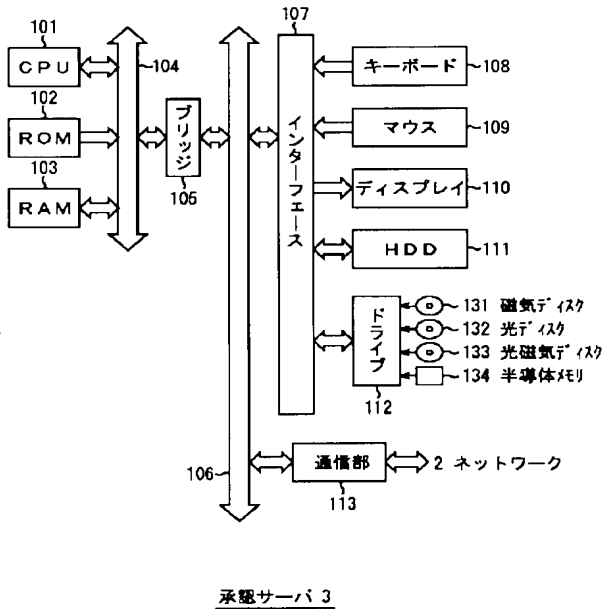 101
CPU
104
102
ROM
103
RAM
ブリッジ
105
106
107
インターフェース
キーボード 108
マウス 109
ディスプレイ 110
HDD 111
ドライブ
112
131 磁気ディスク
132 光ディスク
133 光磁気ディスク
134 半導体メモリ
通信部
113
2 ネットワーク
承認サーバ 3